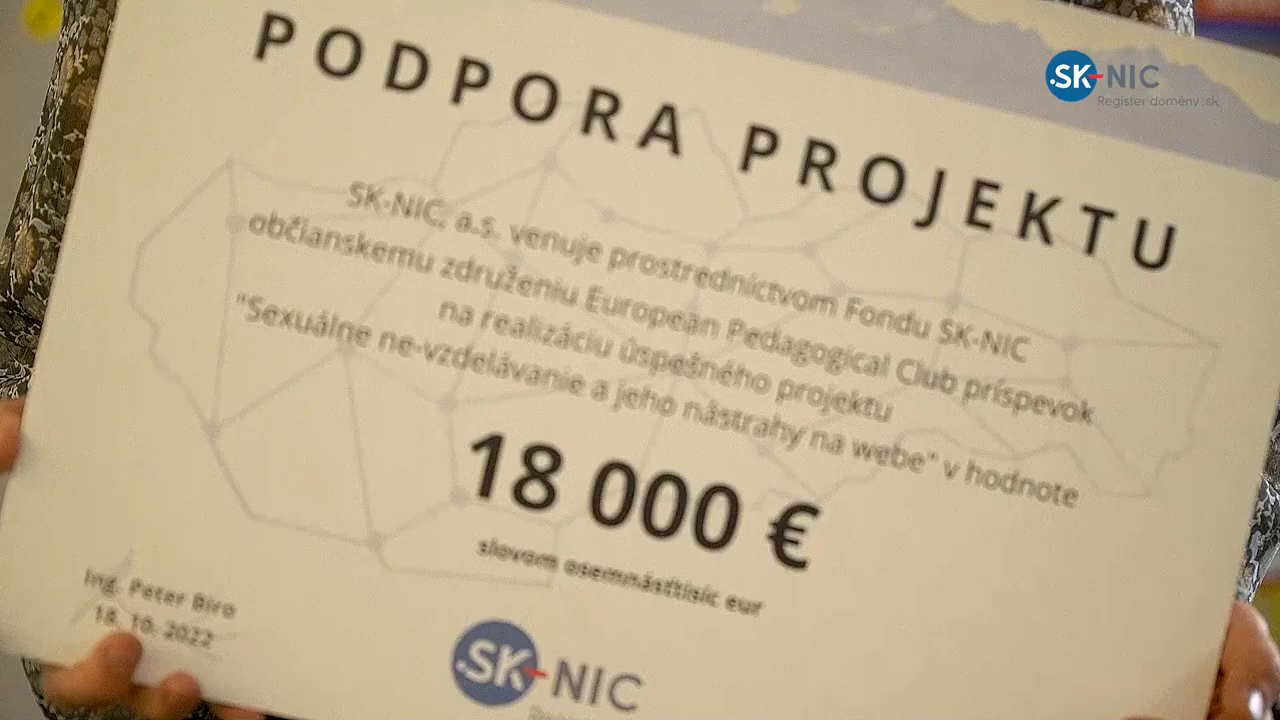 PODPORA PROJEKTU
SK-NIC
Register domény .sk
SK-NIC, a.s. venuje prostredníctvom Fondu SK-NIC
občianskemu združeniu European Pedagogical Club príspevok
na realizáciu úspešného projektu
"Sexuálne ne-vzdelávanie a jeho nástrahy na webe" v hodnote
18 000 €
slovom osemnásťtisíc eur
Ing. Peter Biro
18. 10. 2022
SK-NIC